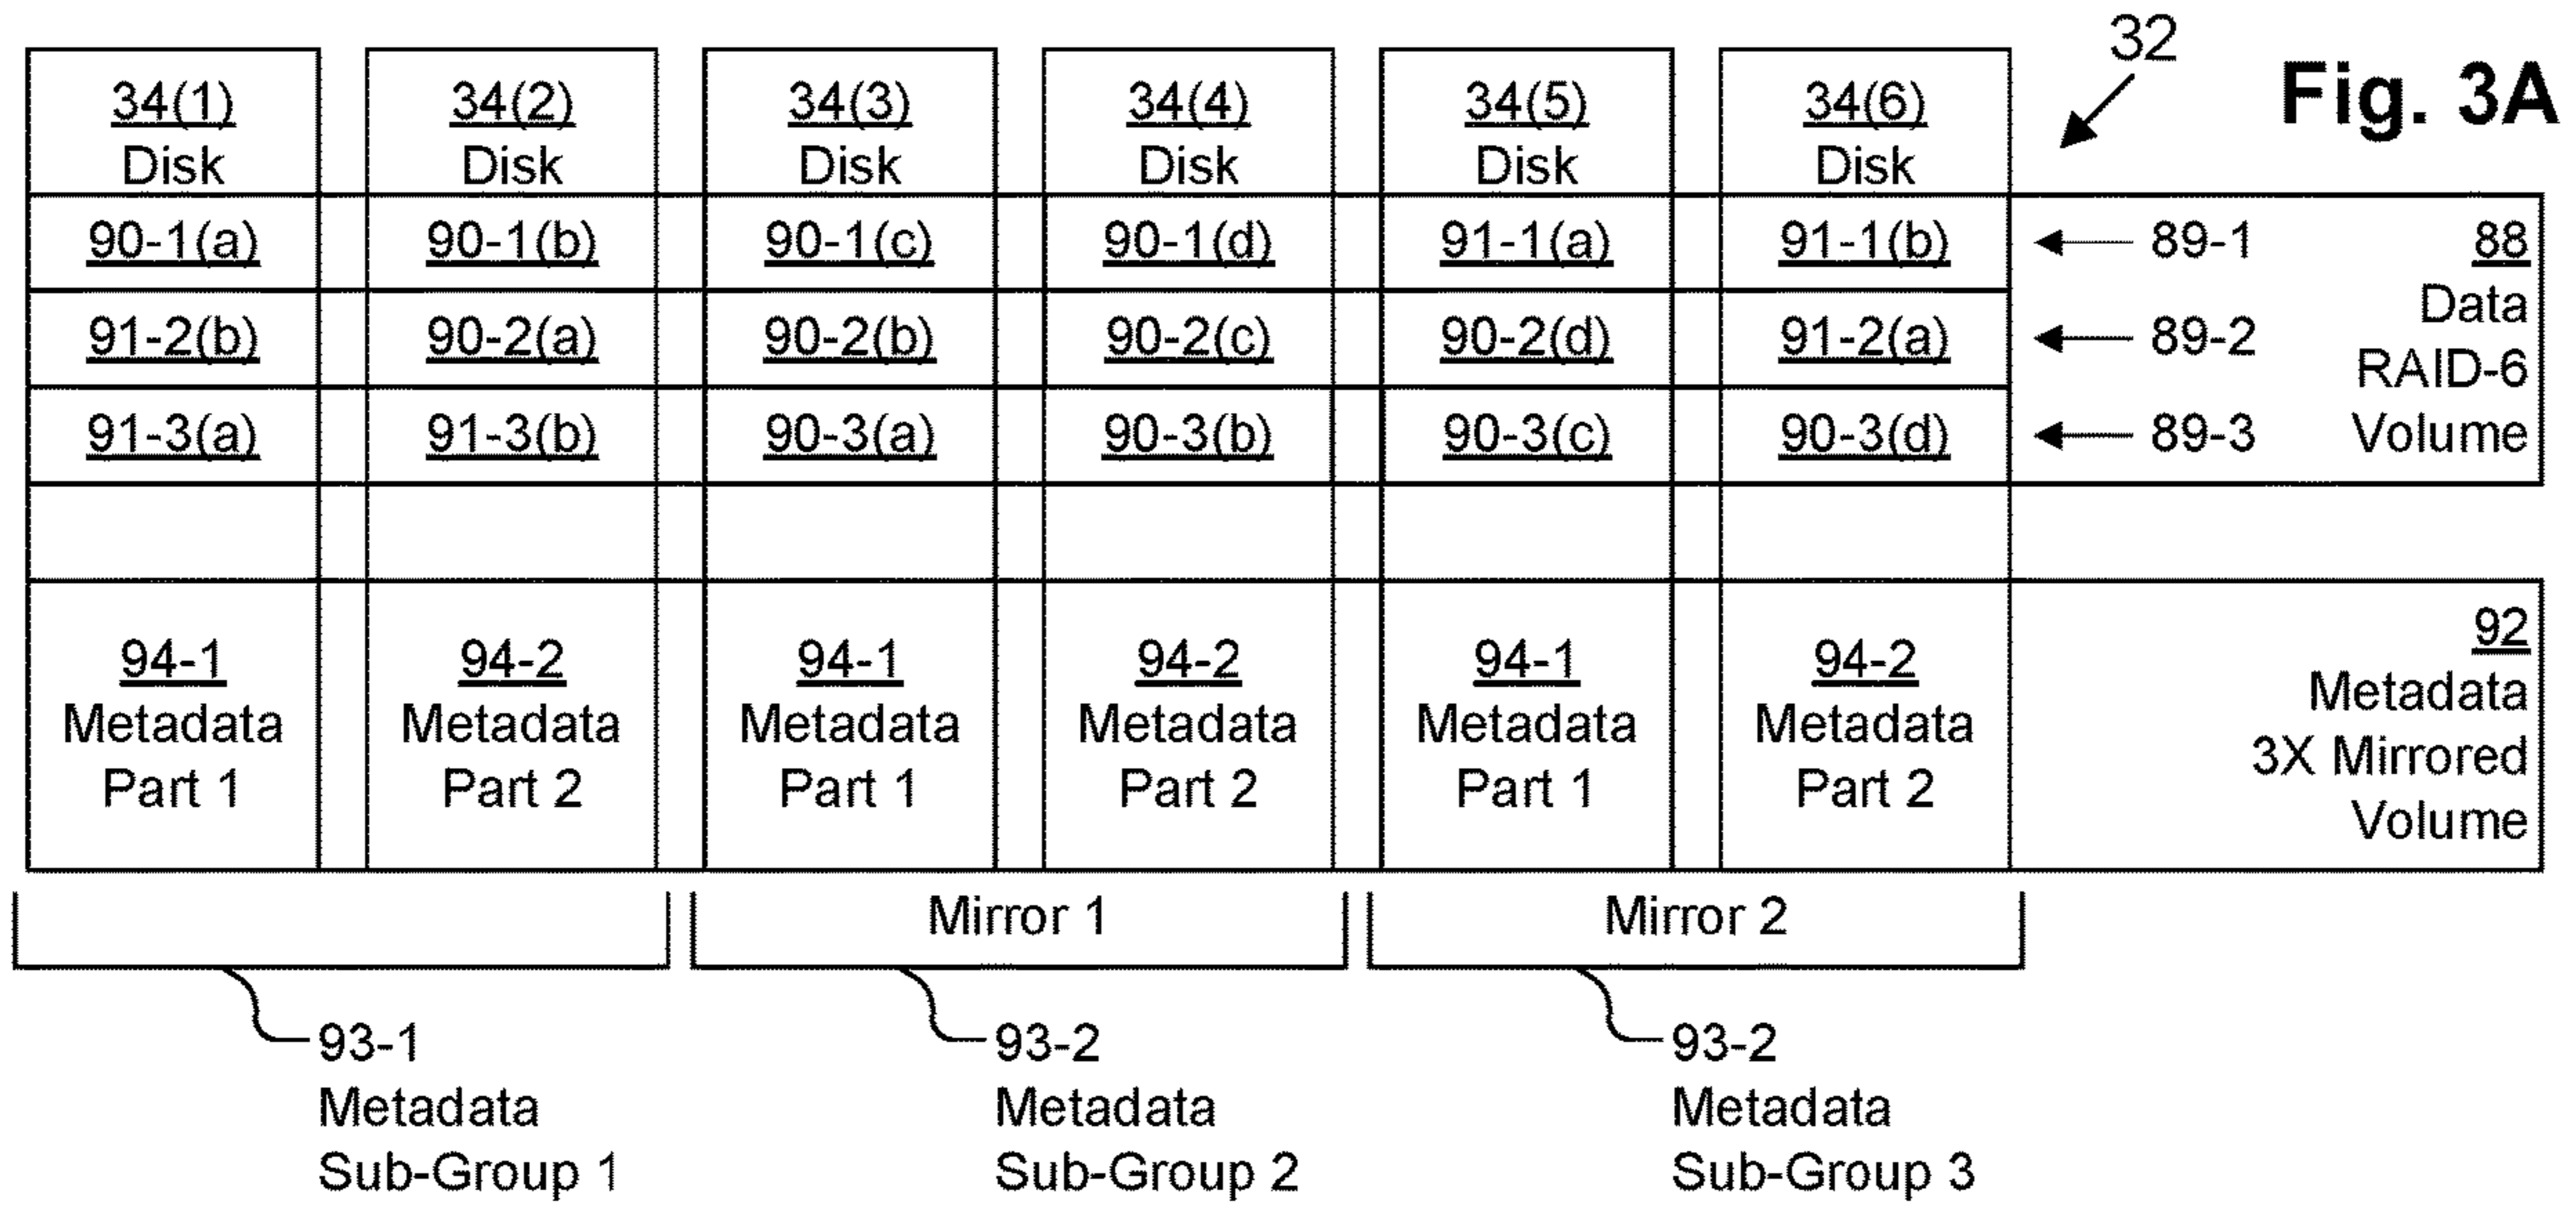 32
Fig. 3A
34(1) 34(2) 34(3) 34(4) 34(5) 34(6)
Disk Disk Disk Disk Disk Disk
90-1(a) 90-1(b) 90-1(c) 90-1(d) 91-1(a) 91-1(b) 89-1 88
Data
91-2(b) 90-2(a) 90-2(b) 90-2(c) 90-2(d) 91-2(a) 89-2
RAID-6
91-3(a) 91-3(b) 90-3(a) 90-3(b) 90-3(c) 90-3(d) 89-3 Volume
94-1 94-2 94-1 94-2 94-1 94-2 92
Metadata Metadata Metadata Metadata Metadata Metadata Metadata
Part 1 Part 2 Part 1 Part 2 Part 1 Part 2 3X Mirrored
Volume
Mirror 1 Mirror 2
93-1 93-2 93-2
Metadata Metadata Metadata
Sub-Group 1 Sub-Group 2 Sub-Group 3